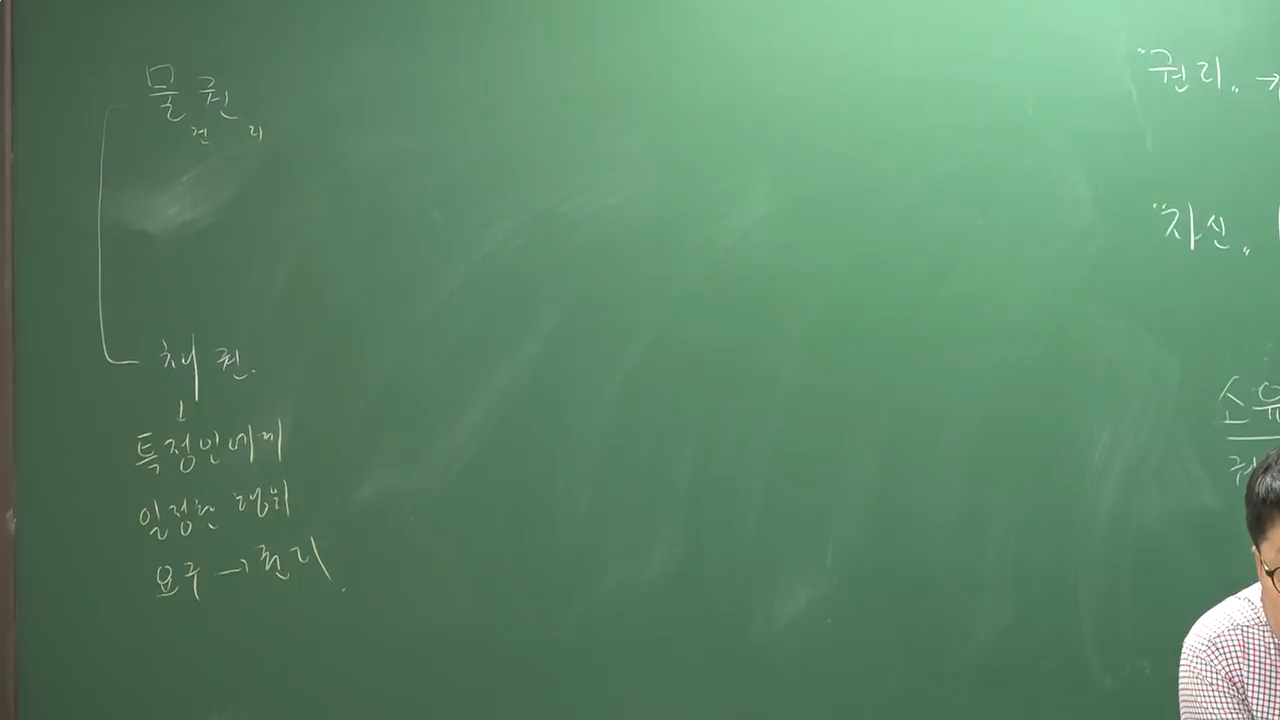 물권
권 리
채권.
↓
특정인에게
일정한 행위
요구 → 권리.
"권리" →
"자신"
소유
권